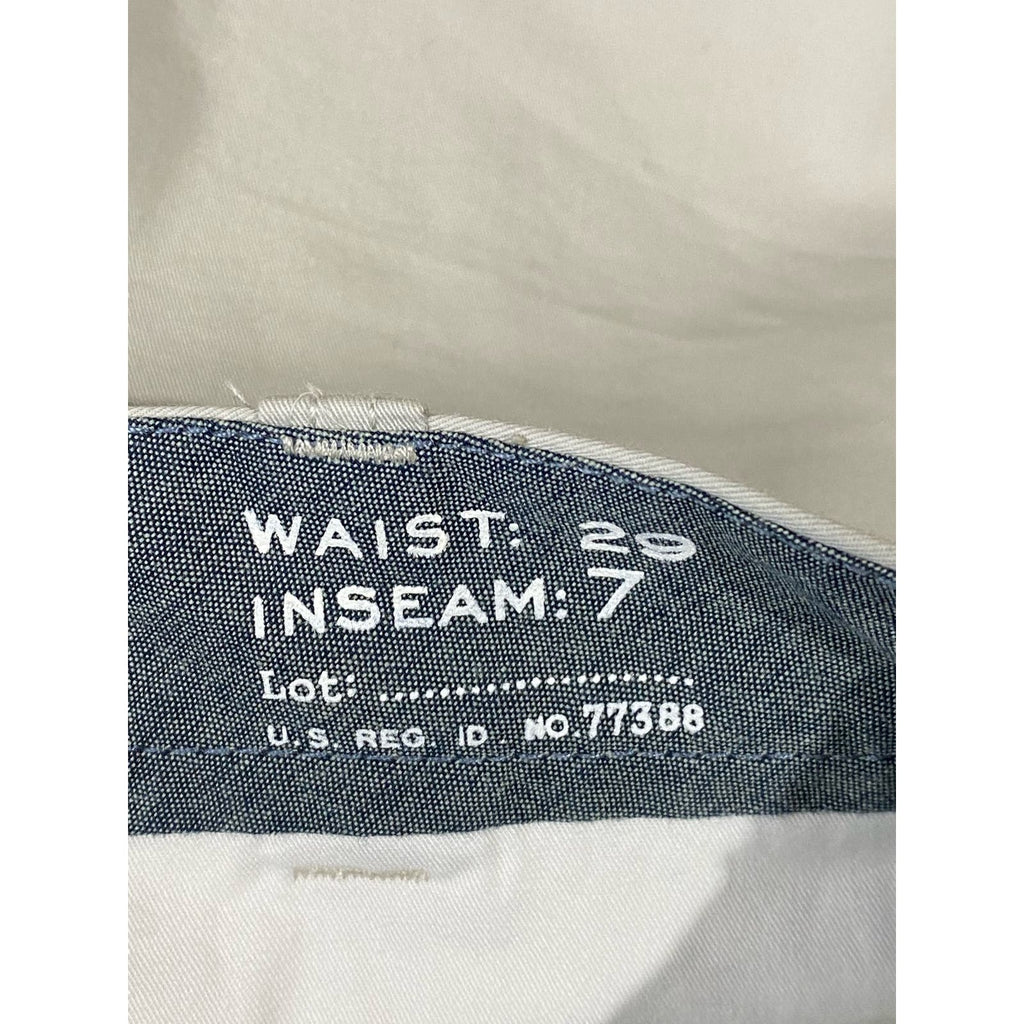 WAIST: 29
INSEAM: 7
Lot: ........................
U.S. REG. ID NO.77388